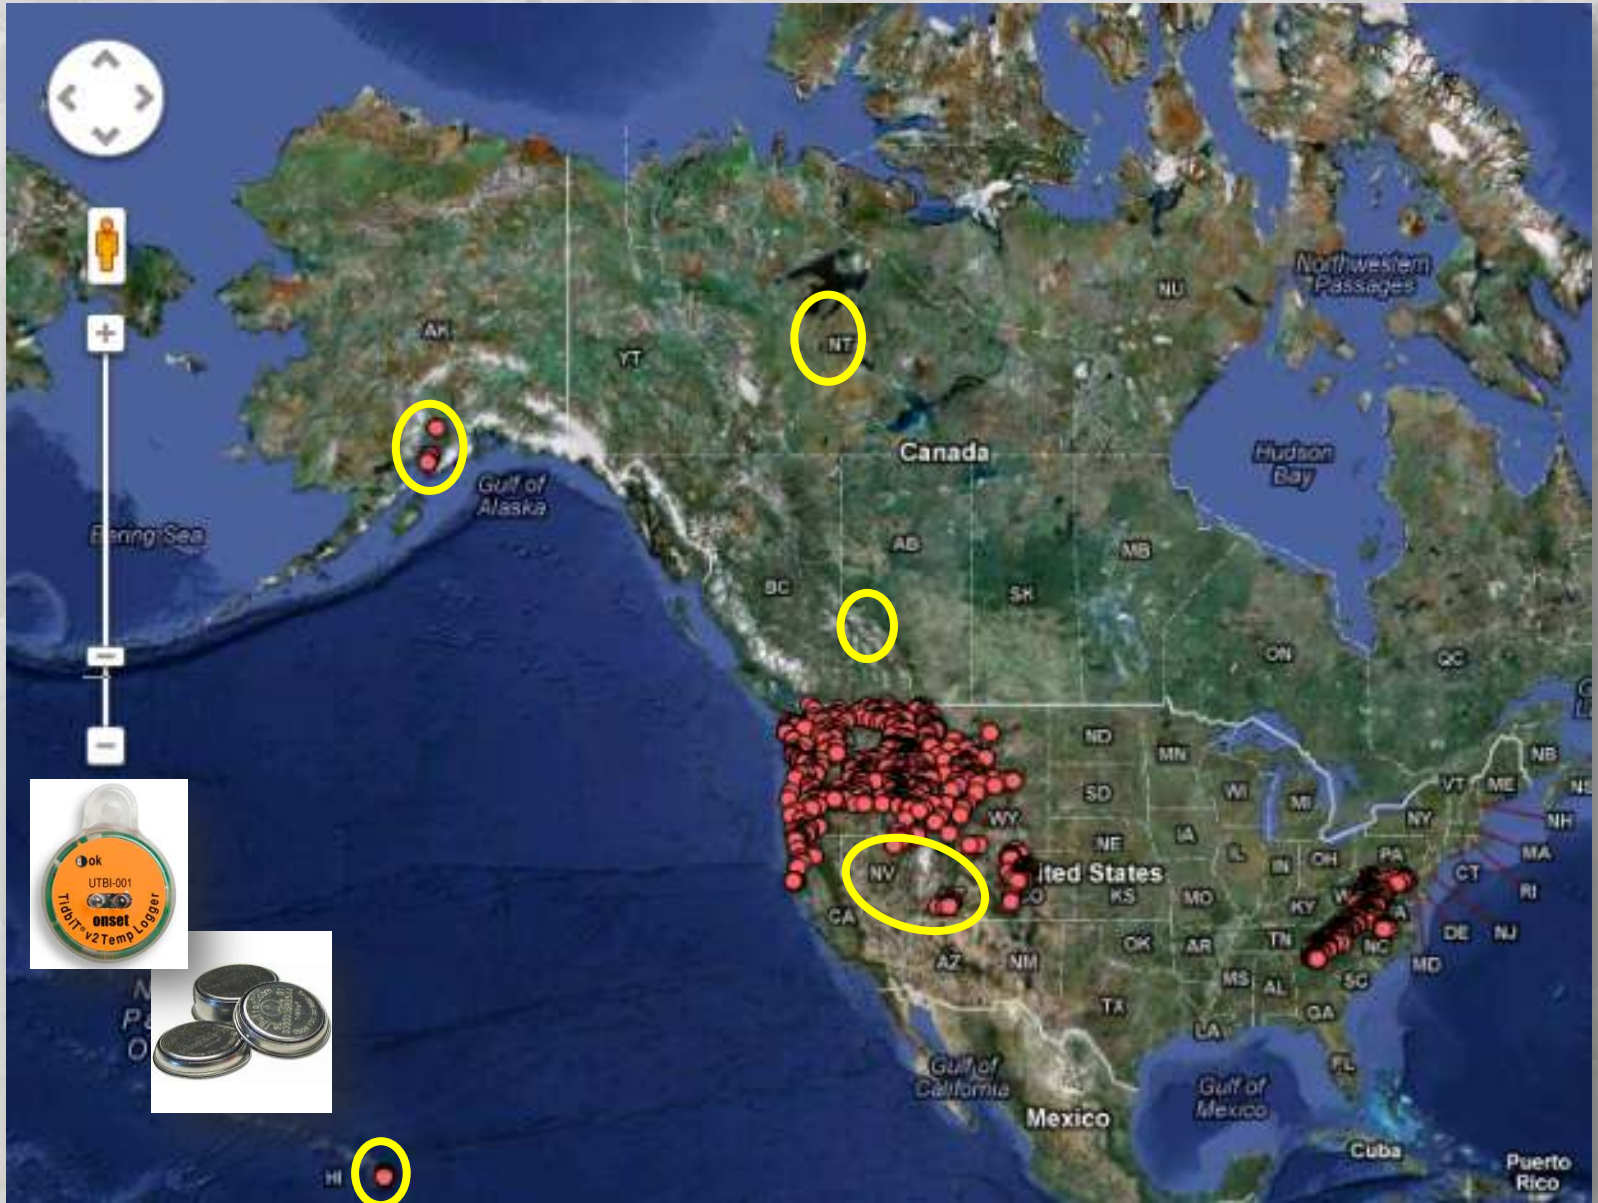 NU
Northwestern
Passages
AK
NT
YT
Canada
Hudson
Bay
Gulf of
Alaska
Bering Sea
AB
MB
BC
SK
ON
QC
ND
MN
NB
VT
ME
NS
SD
WI
MI
WY
NY
NH
IA
NE
IL
IN
OH
PA
MA
NV
ited States
CT
RI
KS
MO
KY
CA
CO
DE
NJ
OK
AR
TN
NC
MD
AZ
NM
MS
AL
SC
TX
GA
LA
FL
Gulf of
California
Gulf of
Mexico
Mexico
Cuba
Puerto
Rico
HI
ok
UTBI-001
onset
TidbiT® v2 Temp Logger
N
P
O